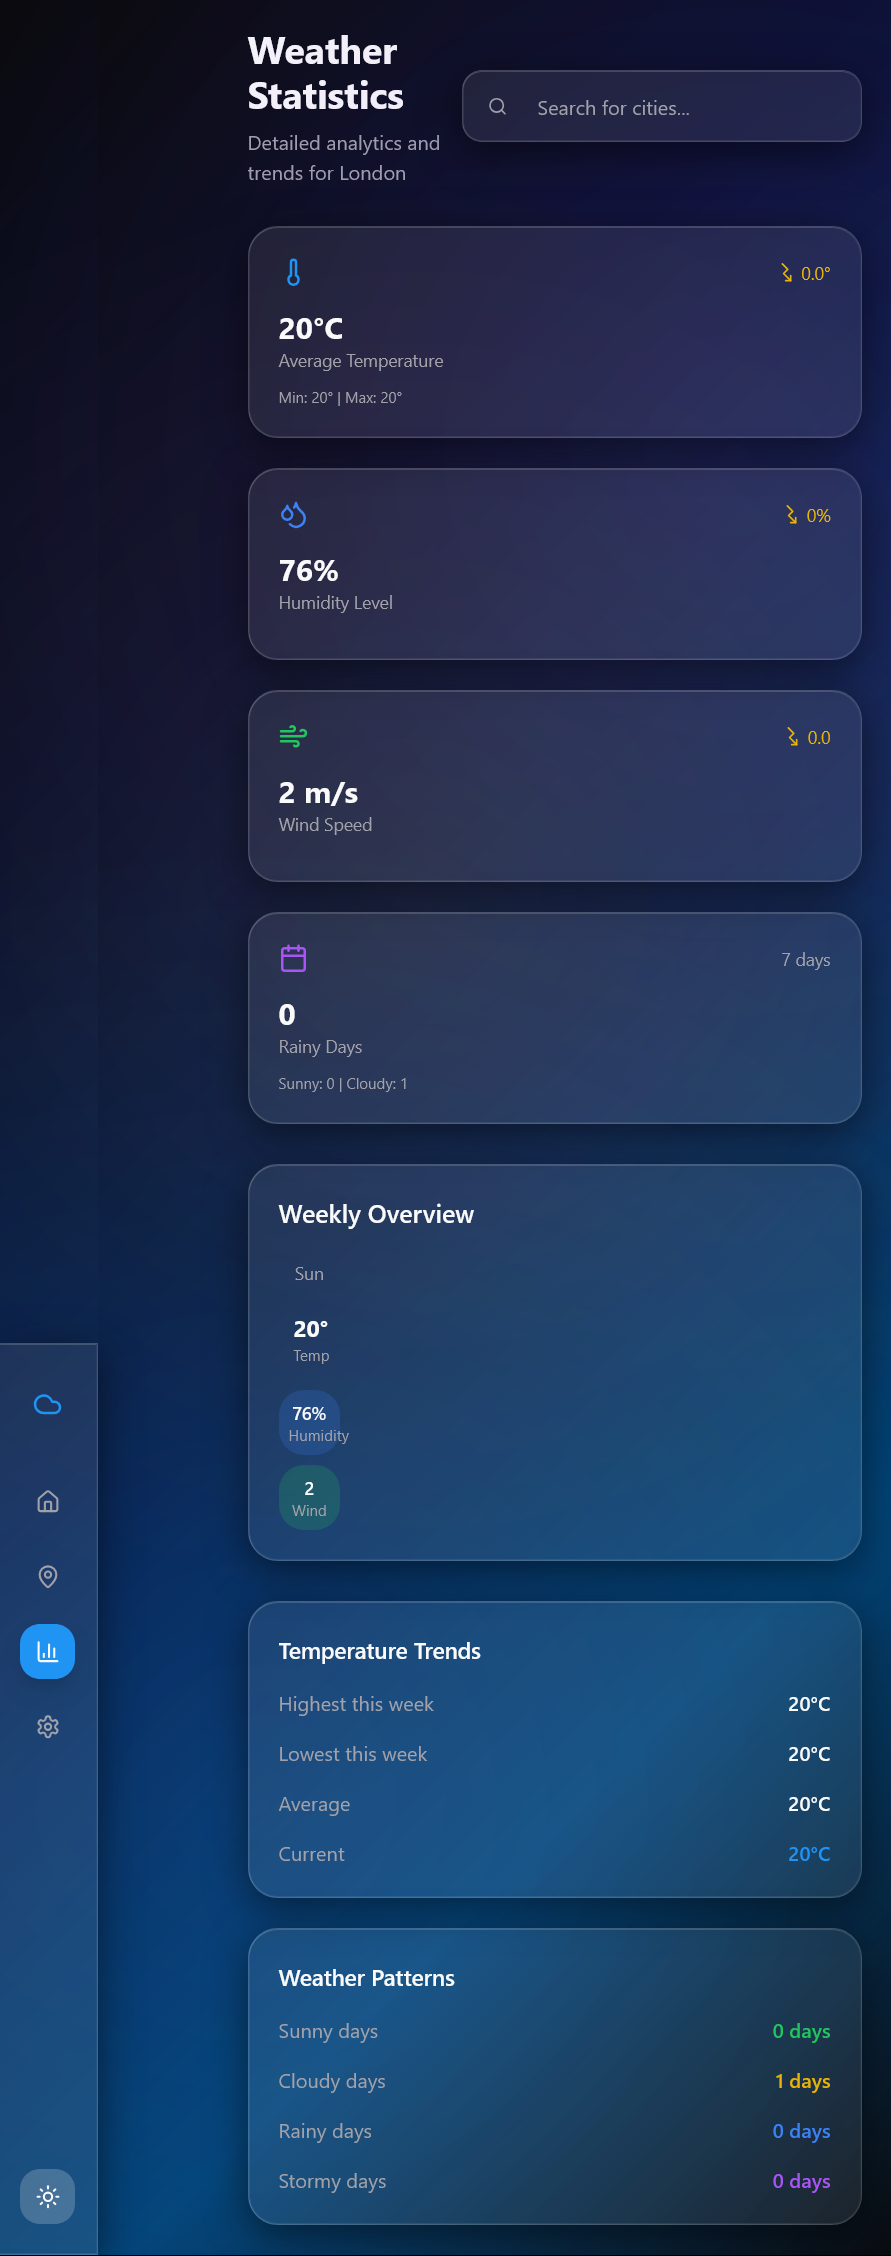 Weather
Statistics
Detailed analytics and
trends for London
Search for cities...
0.0°
20°C
Average Temperature
Min: 20° | Max: 20°
0%
76%
Humidity Level
0.0
2 m/s
Wind Speed
7 days
0
Rainy Days
Sunny: 0 | Cloudy: 1
Weekly Overview
Sun
20°
Temp
76%
Humidity
2
Wind
Temperature Trends
Highest this week 20°C
Lowest this week 20°C
Average 20°C
Current 20°C
Weather Patterns
Sunny days 0 days
Cloudy days 1 days
Rainy days 0 days
Stormy days 0 days